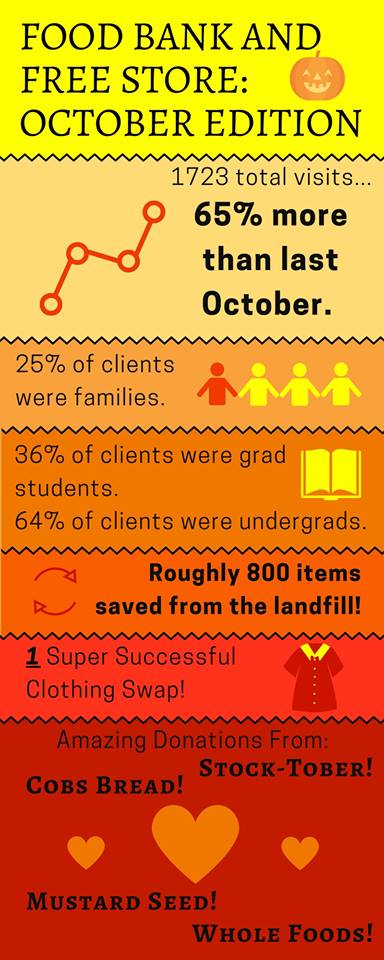 FOOD BANK AND
FREE STORE:
OCTOBER EDITION
1723 total visits...
65% more
than last
October.
25% of clients
were families.
36% of clients were grad
students.
64% of clients were undergrads.
Roughly 800 items
saved from the landfill!
1 Super Successful
Clothing Swap!
Amazing Donations From:
Stock-Tober!
Cobs Bread!
Mustard Seed!
Whole Foods!